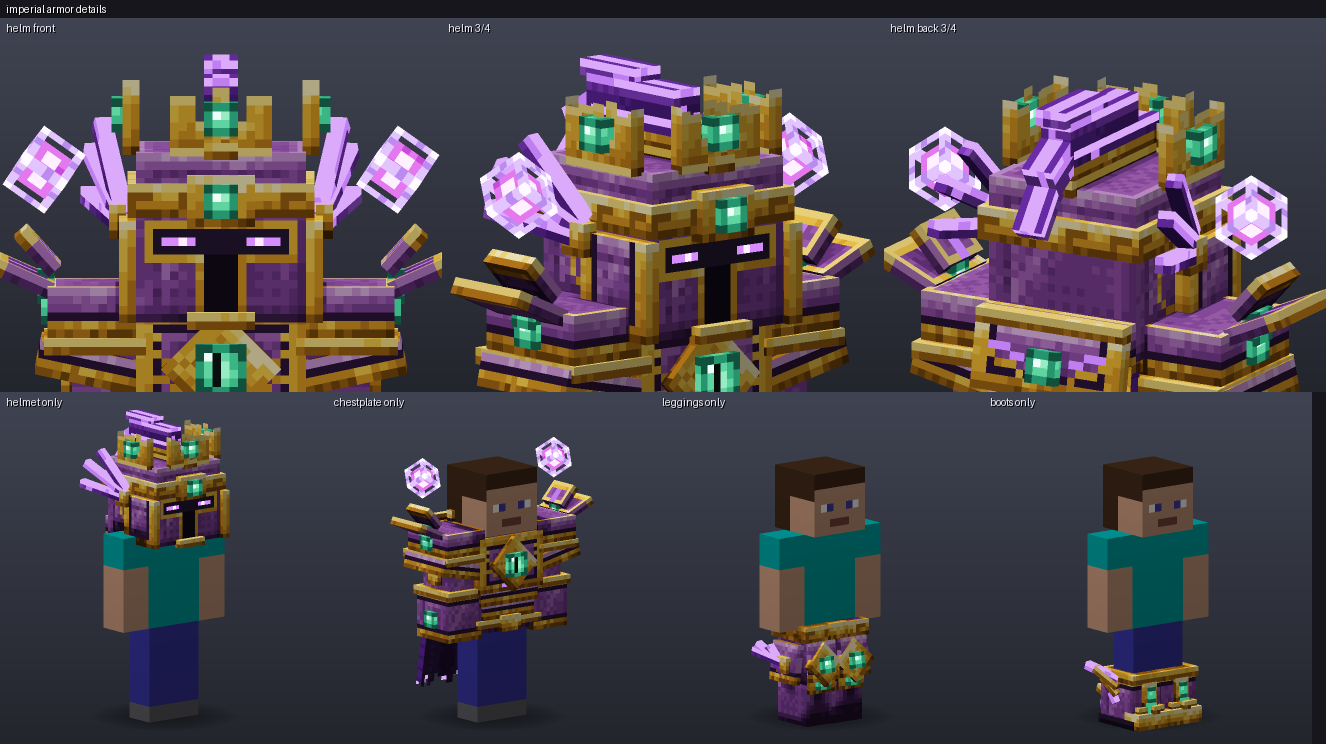 imperial armor details
helm front
helm 3/4
helm back 3/4
helmet only
chestplate only
leggings only
boots only